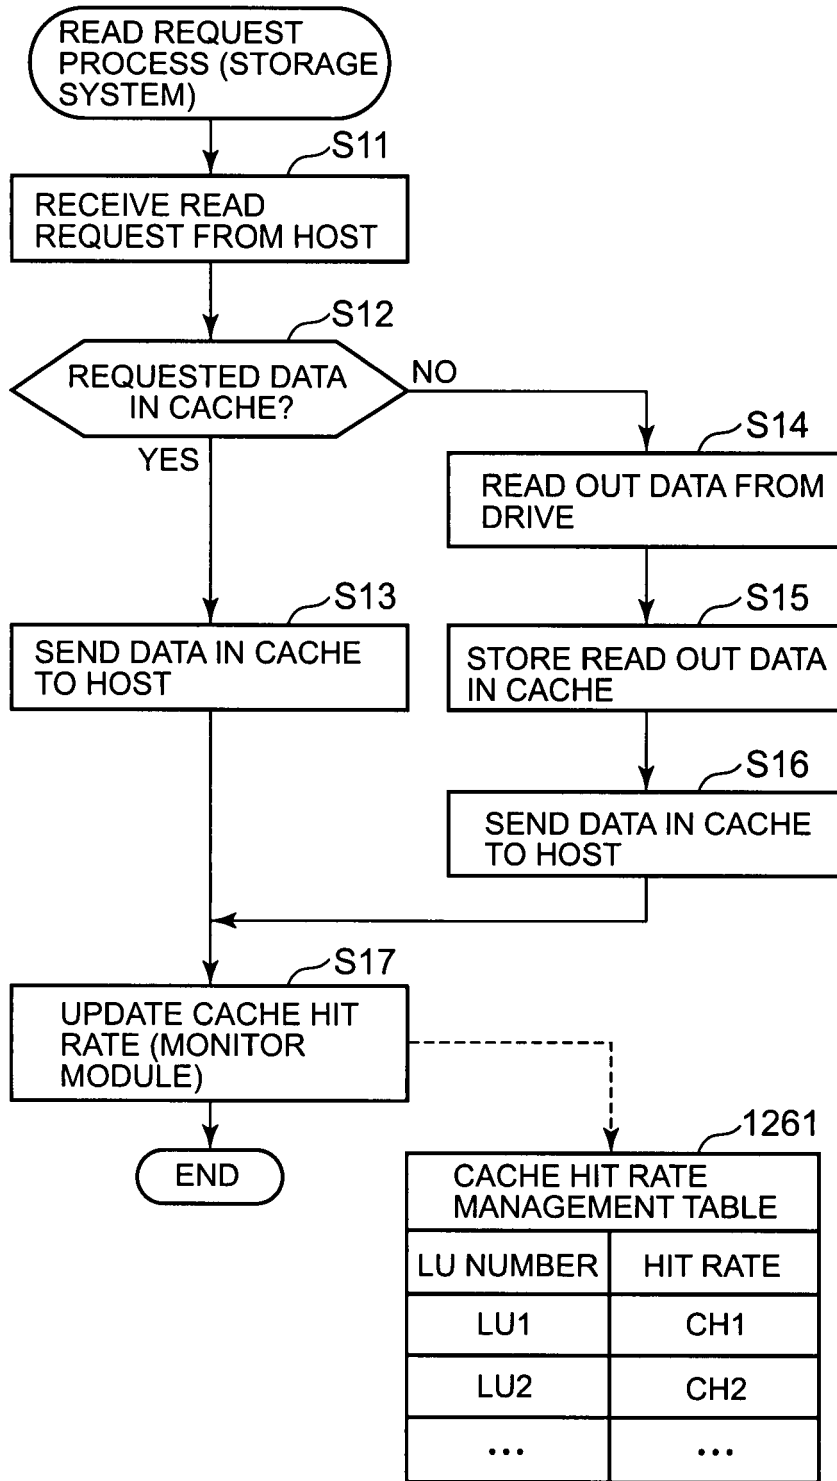 READ REQUEST
PROCESS (STORAGE
SYSTEM)
S11
RECEIVE READ
REQUEST FROM HOST
S12
REQUESTED DATA
IN CACHE?
NO
YES
S14
READ OUT DATA FROM
DRIVE
S13
SEND DATA IN CACHE
TO HOST
S15
STORE READ OUT DATA
IN CACHE
S16
SEND DATA IN CACHE
TO HOST
S17
UPDATE CACHE HIT
RATE (MONITOR
MODULE)
END
1261
CACHE HIT RATE
MANAGEMENT TABLE
LU NUMBER HIT RATE
LU1 CH1
LU2 CH2
... ...